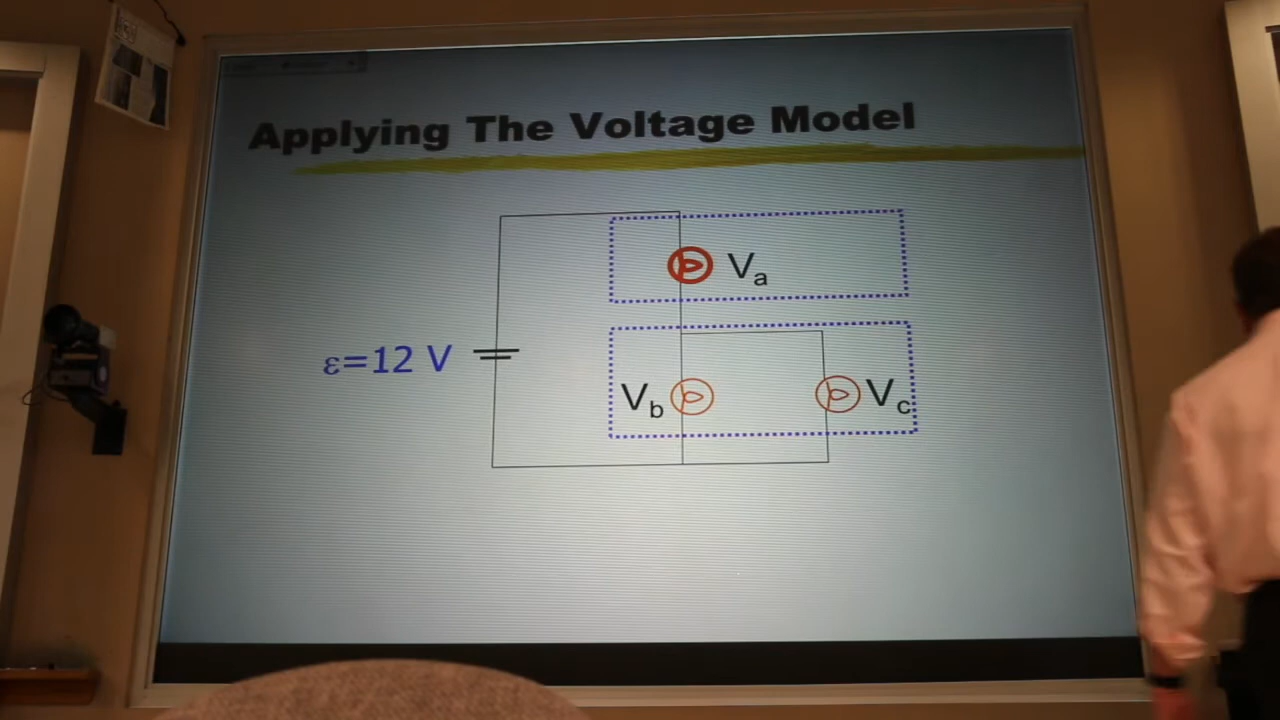 Applying The Voltage Model
Va
ε=12 V
Vb
Vc